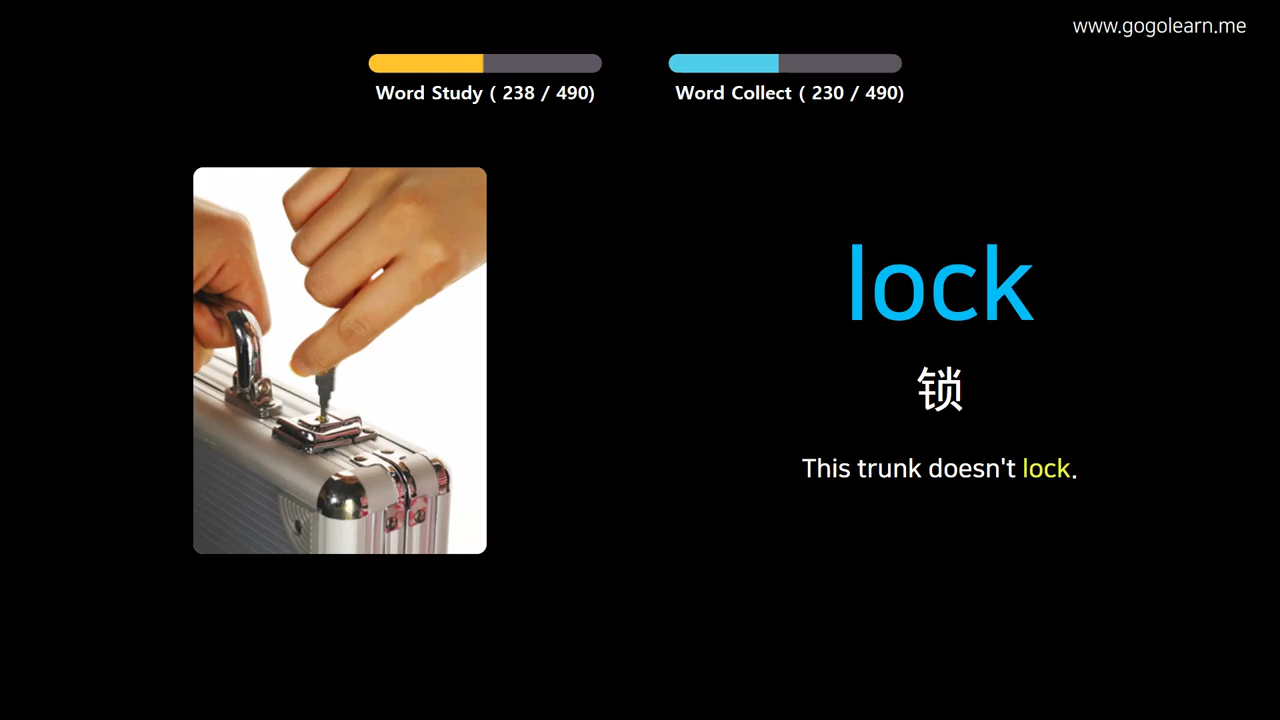 www.gogolearn.me
Word Study ( 238 / 490)
Word Collect ( 230 / 490)
lock
锁
This trunk doesn't lock.